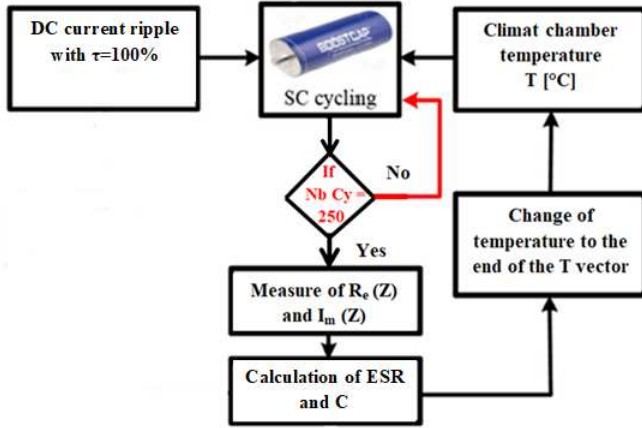 DC current ripple
with τ=100%
BOOSTCAP
SC cycling
Climat chamber
temperature
T [°C]
If
Nb Cy =
250
No
Yes
Change of
temperature to the
end of the T vector
Measure of Re (Z)
and Im (Z)
Calculation of ESR
and C